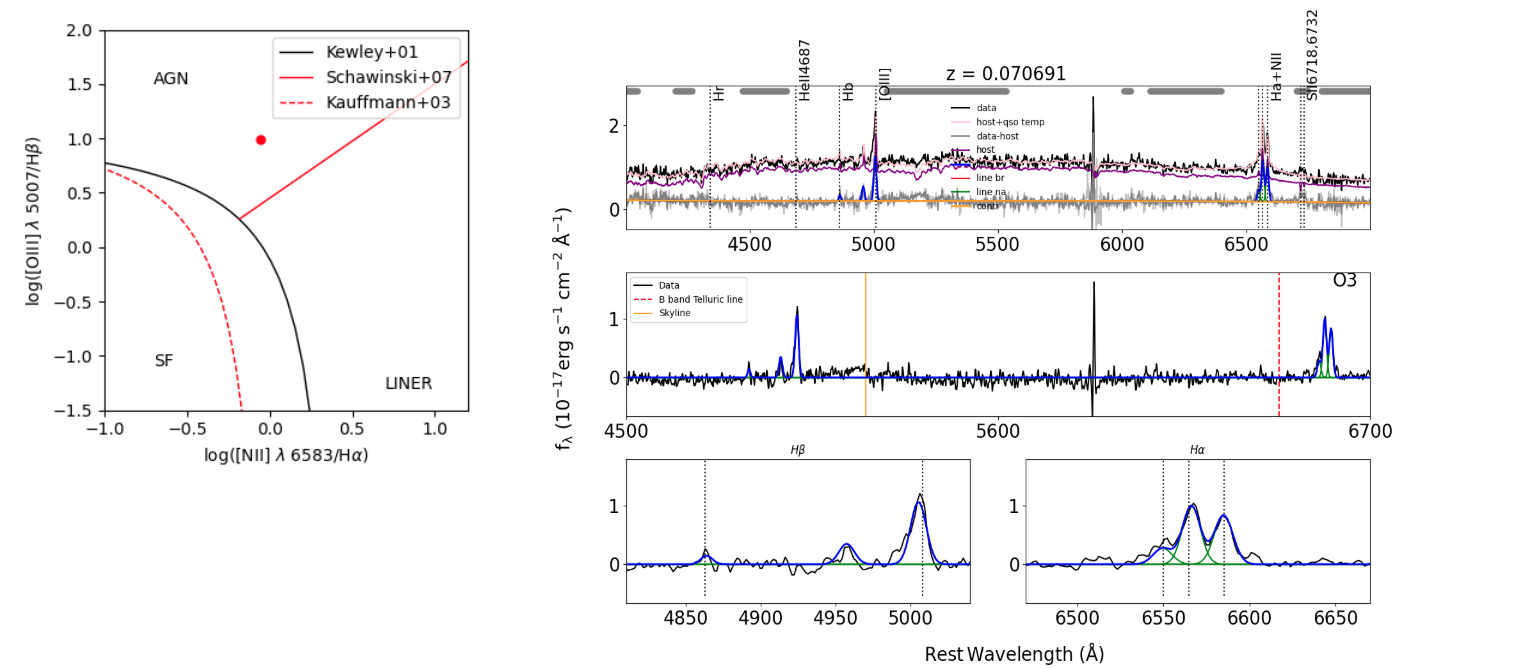 2.0
1.5
1.0
0.5
0.0
−0.5
−1.0
−1.5
−1.0
−0.5
0.0
0.5
1.0
log([OIII] λ 5007/Hβ)
log([NII] λ 6583/Hα)
Kewley+01
Schawinski+07
Kauffmann+03
AGN
SF
LINER
z = 0.070691
Hr
HeII4687
Hb
[OIII]
Ha+NII
SII6718,6732
data
host+qso temp
data-host
host
line br
line na
conti
2
0
4500
5000
5500
6000
6500
fλ (10⁻¹⁷erg s⁻¹ cm⁻² Å⁻¹)
Data
B band Telluric line
Skyline
O3
1
0
4500
5600
6700
Hβ
1
0
4850
4900
4950
5000
Hα
1
0
6500
6550
6600
6650
Rest Wavelength (Å)